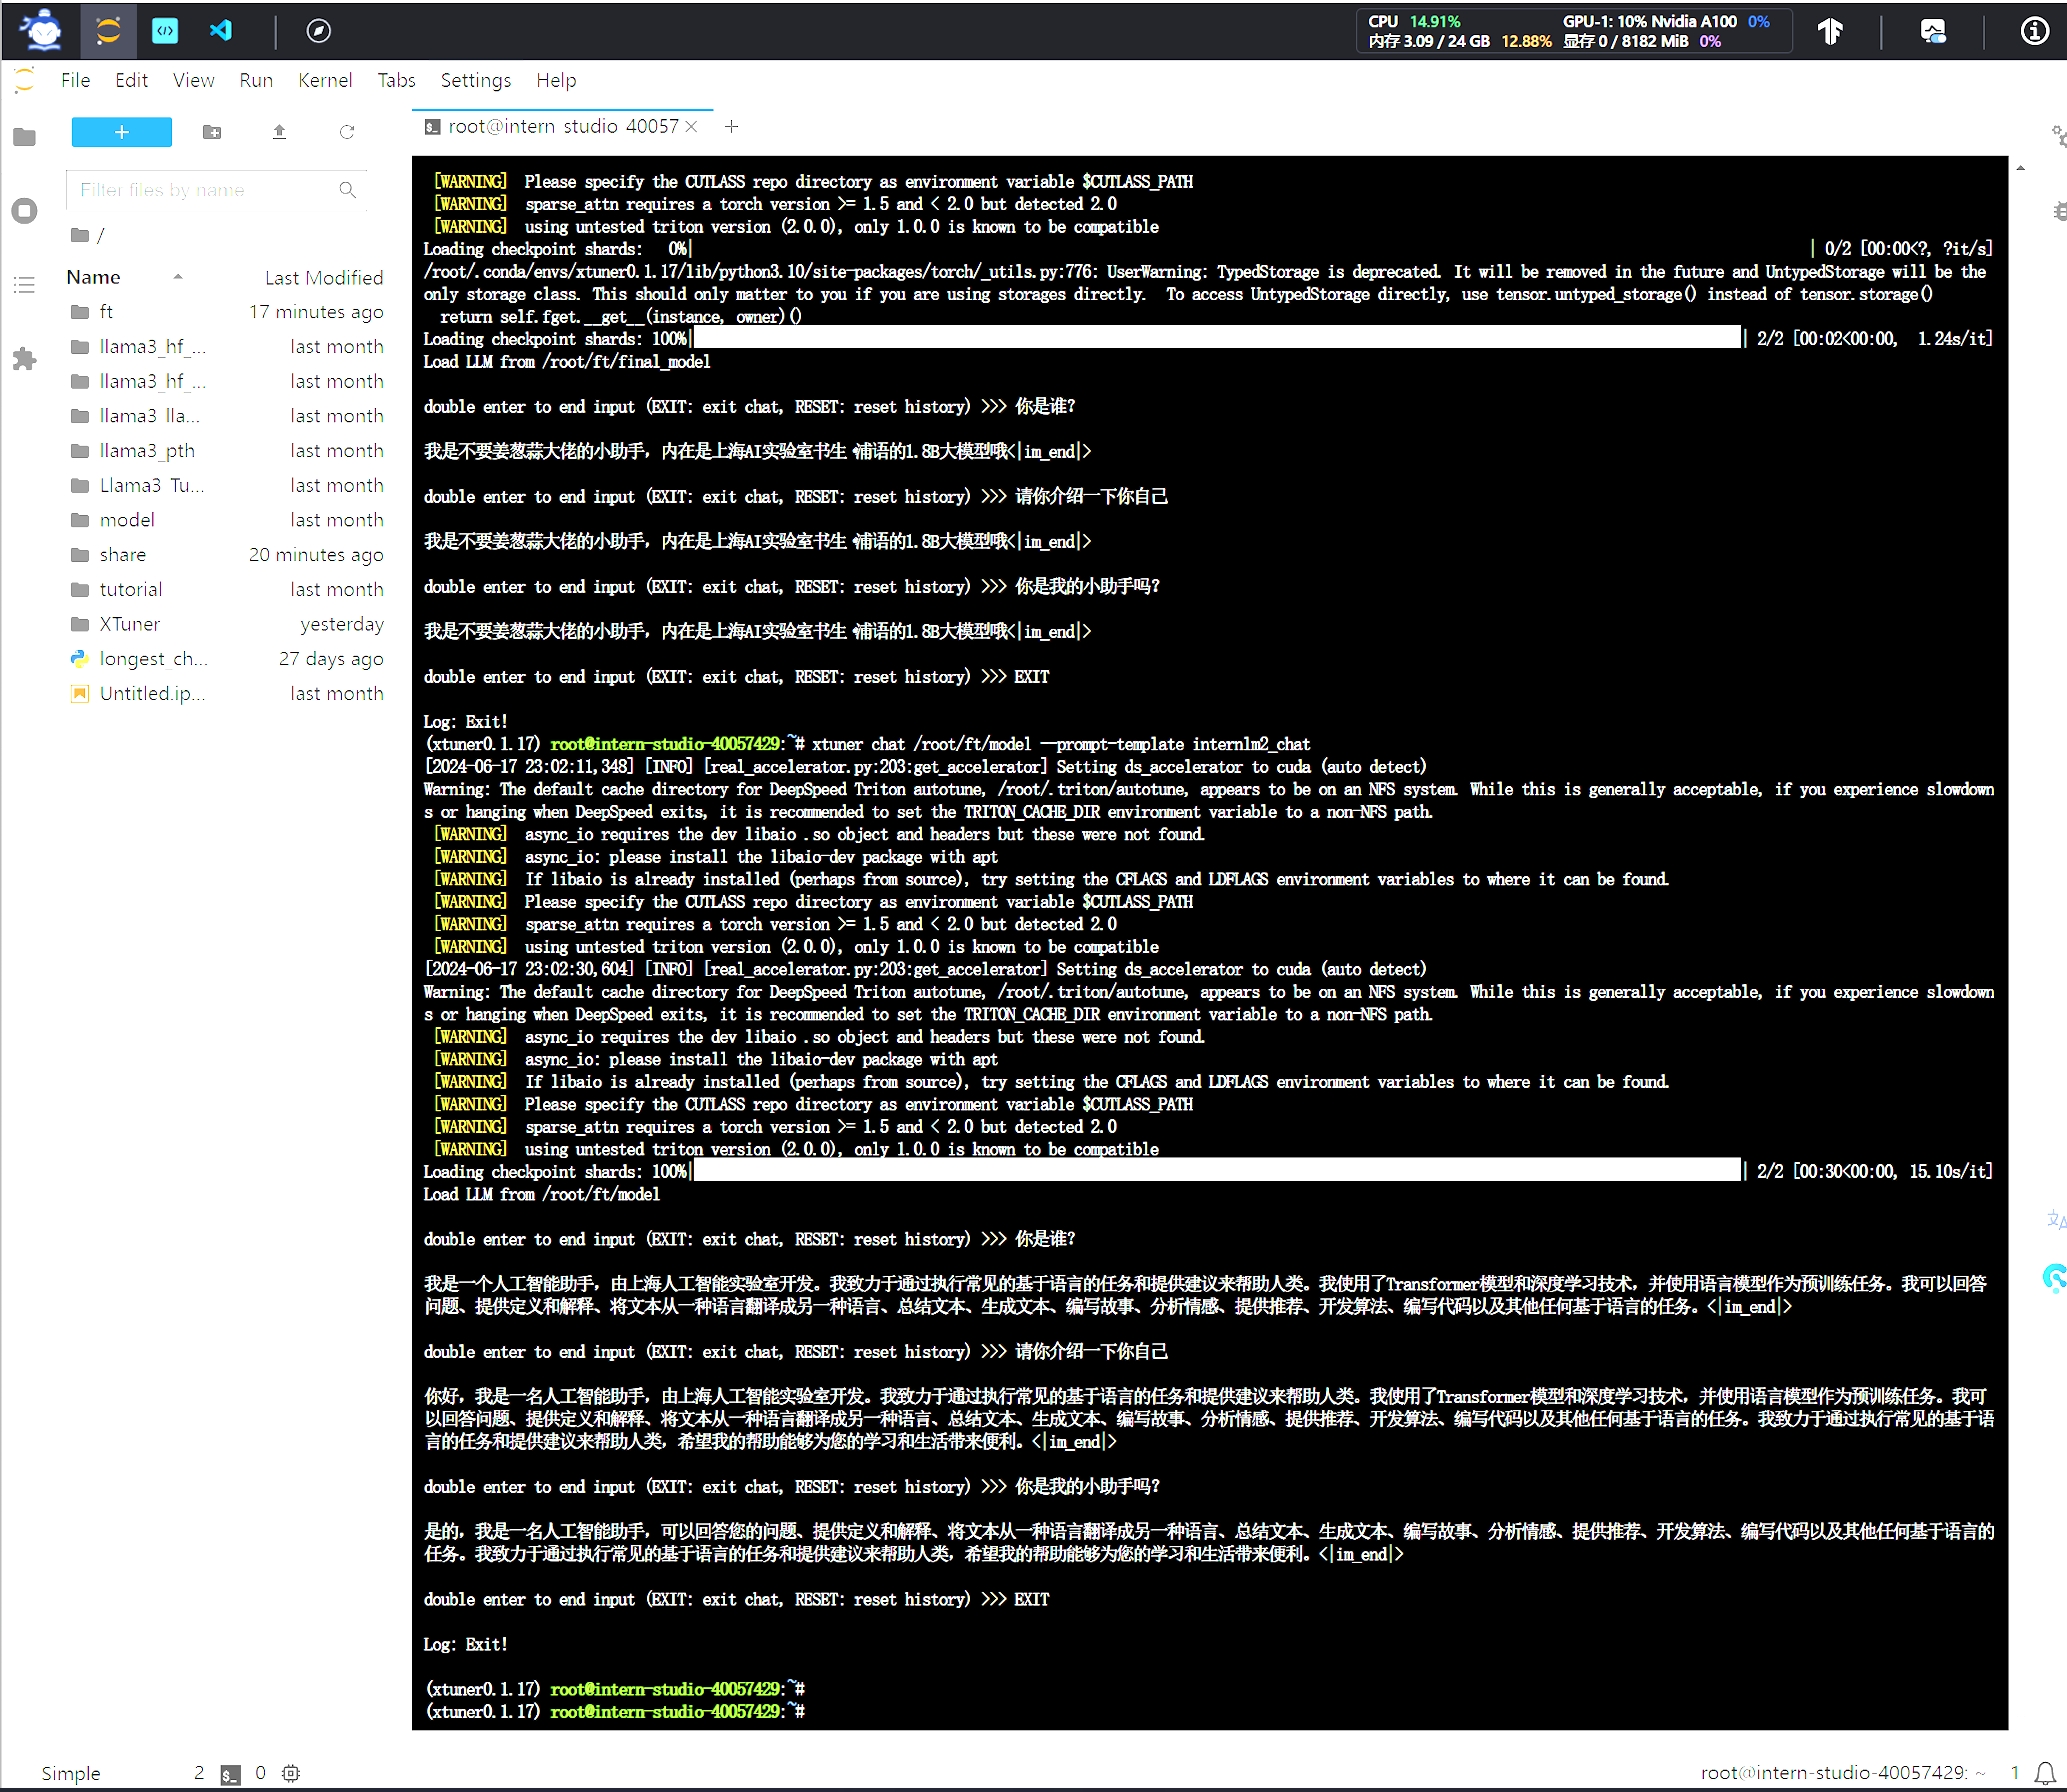 CPU 14.91% GPU-1: 10% Nvidia A100 0%
内存 3.09 / 24 GB 12.88% 显存 0 / 8182 MiB 0%
File Edit View Run Kernel Tabs Settings Help
root@intern studio 40057
Filter files by name
/
Name Last Modified
ft 17 minutes ago
llama3_hf_... last month
llama3_hf_... last month
llama3 lla... last month
llama3_pth last month
Llama3 Tu... last month
model last month
share 20 minutes ago
tutorial last month
XTuner yesterday
longest_ch... 27 days ago
Untitled.ip... last month
[WARNING] Please specify the CUTLASS repo directory as environment variable $CUTLASS_PATH
[WARNING] sparse_attn requires a torch version >= 1.5 and < 2.0 but detected 2.0
[WARNING] using untested triton version (2.0.0), only 1.0.0 is known to be compatible
Loading checkpoint shards: 0%| | 0/2 [00:00<?, ?it/s]
/root/.conda/envs/xtuner0.1.17/lib/python3.10/site-packages/torch/_utils.py:776: UserWarning: TypedStorage is deprecated. It will be removed in the future and UntypedStorage will be the
only storage class. This should only matter to you if you are using storages directly. To access UntypedStorage directly, use tensor.untyped_storage() instead of tensor.storage()
return self.fget.__get__(instance, owner)()
Loading checkpoint shards: 100%| | 2/2 [00:02<00:00, 1.24s/it]
Load LLM from /root/ft/final_model
double enter to end input (EXIT: exit chat, RESET: reset history) >>> 你是谁?
我是不要姜葱蒜大佬的小助手，内在是上海AI实验室书生·浦语的1.8B大模型哦<|im_end|>
double enter to end input (EXIT: exit chat, RESET: reset history) >>> 请你介绍一下你自己
我是不要姜葱蒜大佬的小助手，内在是上海AI实验室书生·浦语的1.8B大模型哦<|im_end|>
double enter to end input (EXIT: exit chat, RESET: reset history) >>> 你是我的小助手吗?
我是不要姜葱蒜大佬的小助手，内在是上海AI实验室书生·浦语的1.8B大模型哦<|im_end|>
double enter to end input (EXIT: exit chat, RESET: reset history) >>> EXIT
Log: Exit!
(xtuner0.1.17) root@intern-studio-40057429:~# xtuner chat /root/ft/model --prompt-template internlm2_chat
[2024-06-17 23:02:11,348] [INFO] [real_accelerator.py:203:get_accelerator] Setting ds_accelerator to cuda (auto detect)
Warning: The default cache directory for DeepSpeed Triton autotune, /root/.triton/autotune, appears to be on an NFS system. While this is generally acceptable, if you experience slowdown
s or hanging when DeepSpeed exits, it is recommended to set the TRITON_CACHE_DIR environment variable to a non-NFS path.
[WARNING] async_io requires the dev libaio .so object and headers but these were not found.
[WARNING] async_io: please install the libaio-dev package with apt
[WARNING] If libaio is already installed (perhaps from source), try setting the CFLAGS and LDFLAGS environment variables to where it can be found.
[WARNING] Please specify the CUTLASS repo directory as environment variable $CUTLASS_PATH
[WARNING] sparse_attn requires a torch version >= 1.5 and < 2.0 but detected 2.0
[WARNING] using untested triton version (2.0.0), only 1.0.0 is known to be compatible
[2024-06-17 23:02:30,604] [INFO] [real_accelerator.py:203:get_accelerator] Setting ds_accelerator to cuda (auto detect)
Warning: The default cache directory for DeepSpeed Triton autotune, /root/.triton/autotune, appears to be on an NFS system. While this is generally acceptable, if you experience slowdown
s or hanging when DeepSpeed exits, it is recommended to set the TRITON_CACHE_DIR environment variable to a non-NFS path.
[WARNING] async_io requires the dev libaio .so object and headers but these were not found.
[WARNING] async_io: please install the libaio-dev package with apt
[WARNING] If libaio is already installed (perhaps from source), try setting the CFLAGS and LDFLAGS environment variables to where it can be found.
[WARNING] Please specify the CUTLASS repo directory as environment variable $CUTLASS_PATH
[WARNING] sparse_attn requires a torch version >= 1.5 and < 2.0 but detected 2.0
[WARNING] using untested triton version (2.0.0), only 1.0.0 is known to be compatible
Loading checkpoint shards: 100%| | 2/2 [00:30<00:00, 15.10s/it]
Load LLM from /root/ft/model
double enter to end input (EXIT: exit chat, RESET: reset history) >>> 你是谁?
我是一个人工智能助手，由上海人工智能实验室开发。我致力于通过执行常见的基于语言的任务和提供建议来帮助人类。我使用了Transformer模型和深度学习技术，并使用语言模型作为预训练任务。我可以回答
问题、提供定义和解释、将文本从一种语言翻译成另一种语言、总结文本、生成文本、编写故事、分析情感、提供推荐、开发算法、编写代码以及其他任何基于语言的任务。<|im_end|>
double enter to end input (EXIT: exit chat, RESET: reset history) >>> 请你介绍一下你自己
你好，我是一名人工智能助手，由上海人工智能实验室开发。我致力于通过执行常见的基于语言的任务和提供建议来帮助人类。我使用了Transformer模型和深度学习技术，并使用语言模型作为预训练任务。我可
以回答问题、提供定义和解释、将文本从一种语言翻译成另一种语言、总结文本、生成文本、编写故事、分析情感、提供推荐、开发算法、编写代码以及其他任何基于语言的任务。我致力于通过执行常见的基于语
言的任务和提供建议来帮助人类，希望我的帮助能够为您的学习和生活带来便利。<|im_end|>
double enter to end input (EXIT: exit chat, RESET: reset history) >>> 你是我的小助手吗?
是的，我是一名人工智能助手，可以回答您的问题、提供定义和解释、将文本从一种语言翻译成另一种语言、总结文本、生成文本、编写故事、分析情感、提供推荐、开发算法、编写代码以及其他任何基于语言的
任务。我致力于通过执行常见的基于语言的任务和提供建议来帮助人类，希望我的帮助能够为您的学习和生活带来便利。<|im_end|>
double enter to end input (EXIT: exit chat, RESET: reset history) >>> EXIT
Log: Exit!
(xtuner0.1.17) root@intern-studio-40057429:~#
(xtuner0.1.17) root@intern-studio-40057429:~#
Simple 2 0 root@intern-studio-40057429: ~ 1